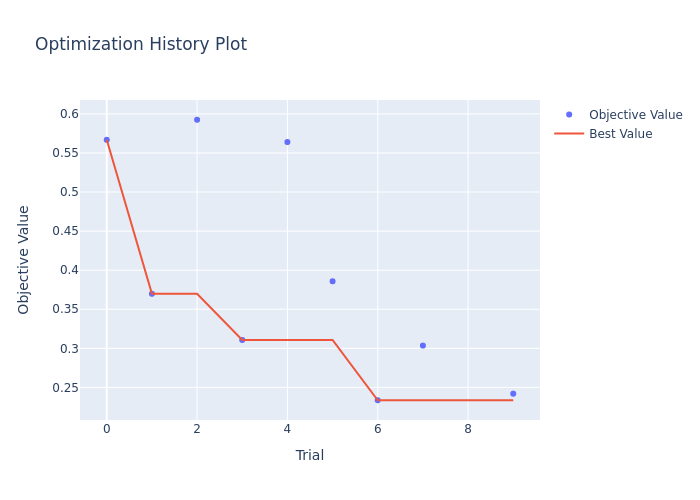 Optimization History Plot
Objective Value
Best Value
0.6
0.55
0.5
0.45
0.4
0.35
0.3
0.25
Objective Value
0
2
4
6
8
Trial